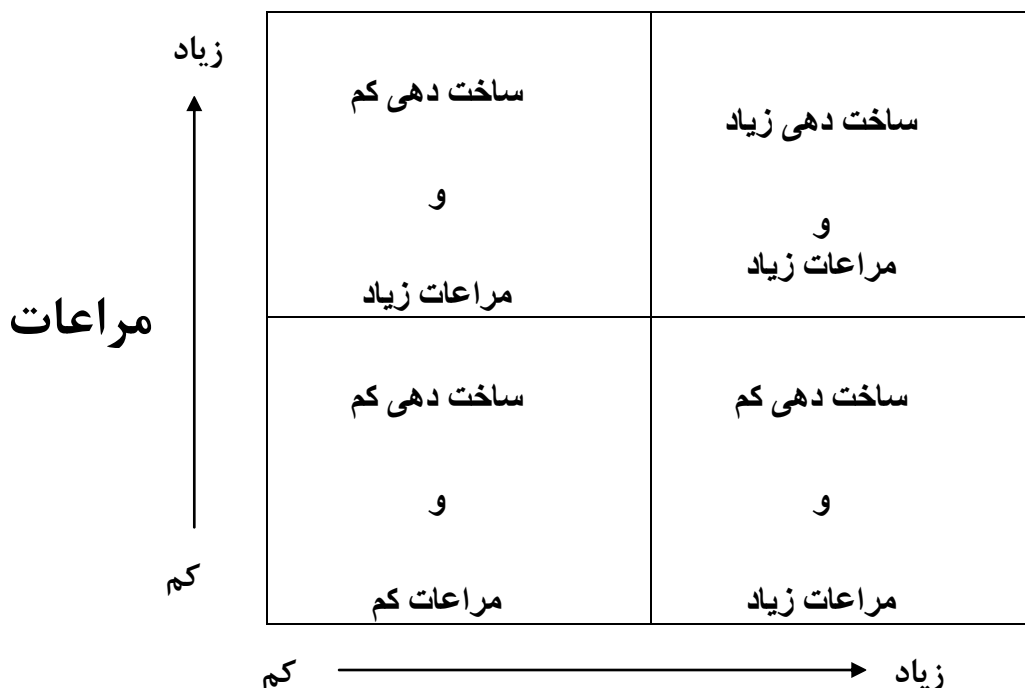 زیاد
ساخت دهی کم
و
مراعات زیاد
ساخت دهی زیاد
و
مراعات زیاد
مراعات
ساخت دهی کم
و
مراعات کم
ساخت دهی کم
و
مراعات زیاد
کم
کم
زیاد